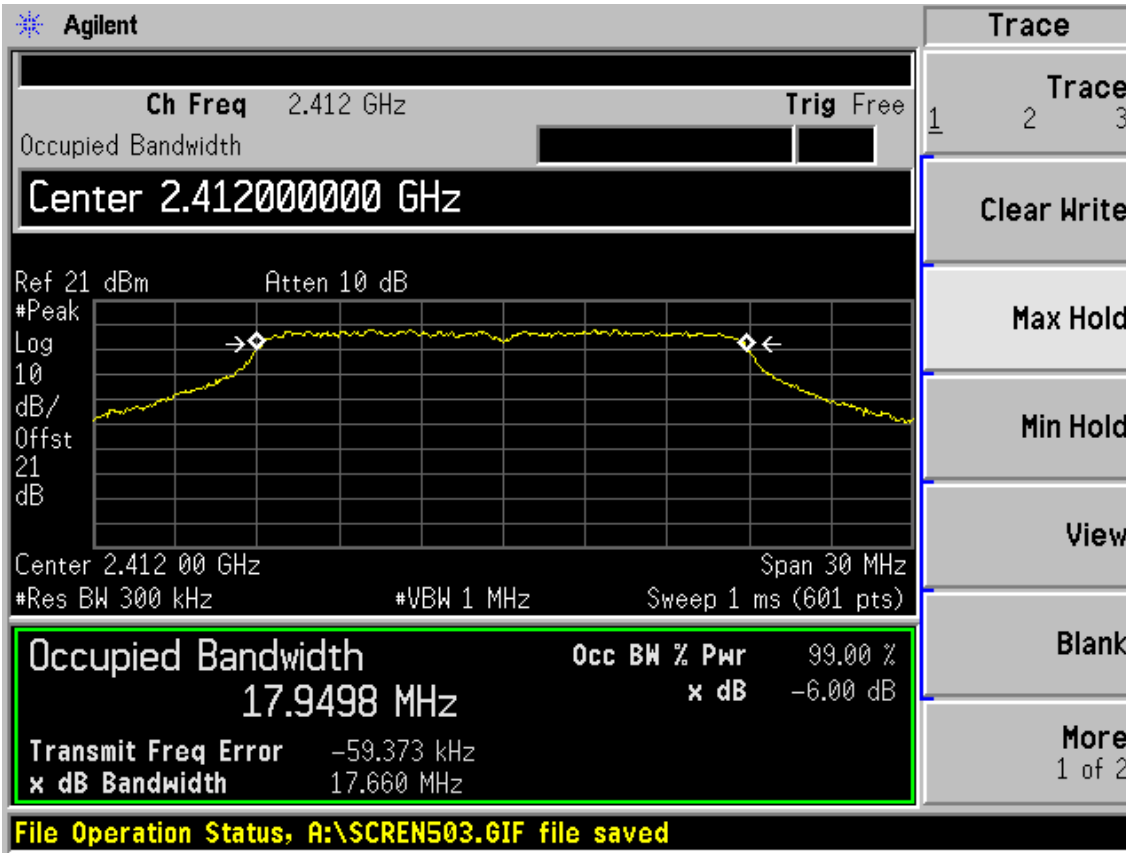 Agilent
Trace
Ch Freq 2.412 GHz Trig Free
Occupied Bandwidth
Center 2.412000000 GHz
Ref 21 dBm Atten 10 dB
#Peak
Log
10
dB/
Offst
21
dB
Center 2.412 00 GHz Span 30 MHz
#Res BW 300 kHz #VBW 1 MHz Sweep 1 ms (601 pts)
Occupied Bandwidth
17.9498 MHz
Occ BW % Pwr 99.00 %
x dB -6.00 dB
Transmit Freq Error -59.373 kHz
x dB Bandwidth 17.660 MHz
File Operation Status, A:\SCREN503.GIF file saved
Trace
1 2 3
Clear Write
Max Hold
Min Hold
View
Blank
More
1 of 2